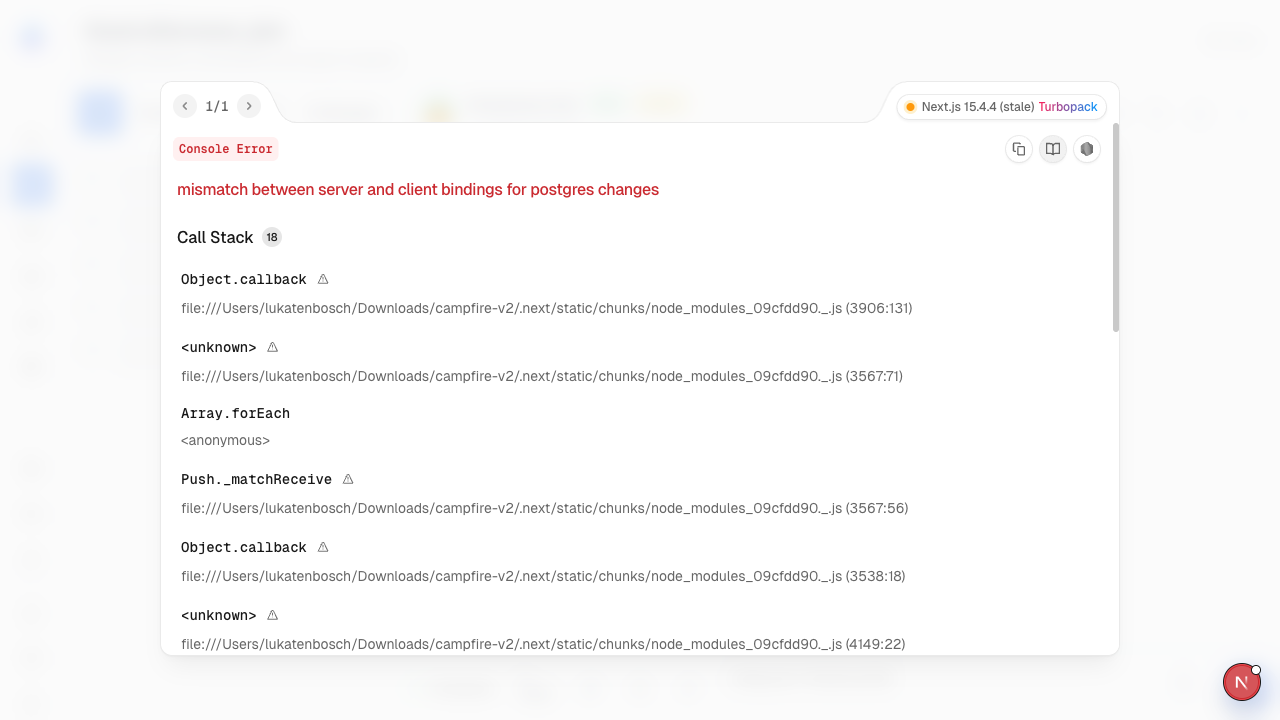 1/1
Next.js 15.4.4 (stale) Turbopack
Console Error
mismatch between server and client bindings for postgres changes
Call Stack 18
Object.callback
file:///Users/lukatenbosch/Downloads/campfire-v2/.next/static/chunks/node_modules_09cfdd90._.js (3906:131)
<unknown>
file:///Users/lukatenbosch/Downloads/campfire-v2/.next/static/chunks/node_modules_09cfdd90._.js (3567:71)
Array.forEach
<anonymous>
Push._matchReceive
file:///Users/lukatenbosch/Downloads/campfire-v2/.next/static/chunks/node_modules_09cfdd90._.js (3567:56)
Object.callback
file:///Users/lukatenbosch/Downloads/campfire-v2/.next/static/chunks/node_modules_09cfdd90._.js (3538:18)
<unknown>
file:///Users/lukatenbosch/Downloads/campfire-v2/.next/static/chunks/node_modules_09cfdd90._.js (4149:22)
N